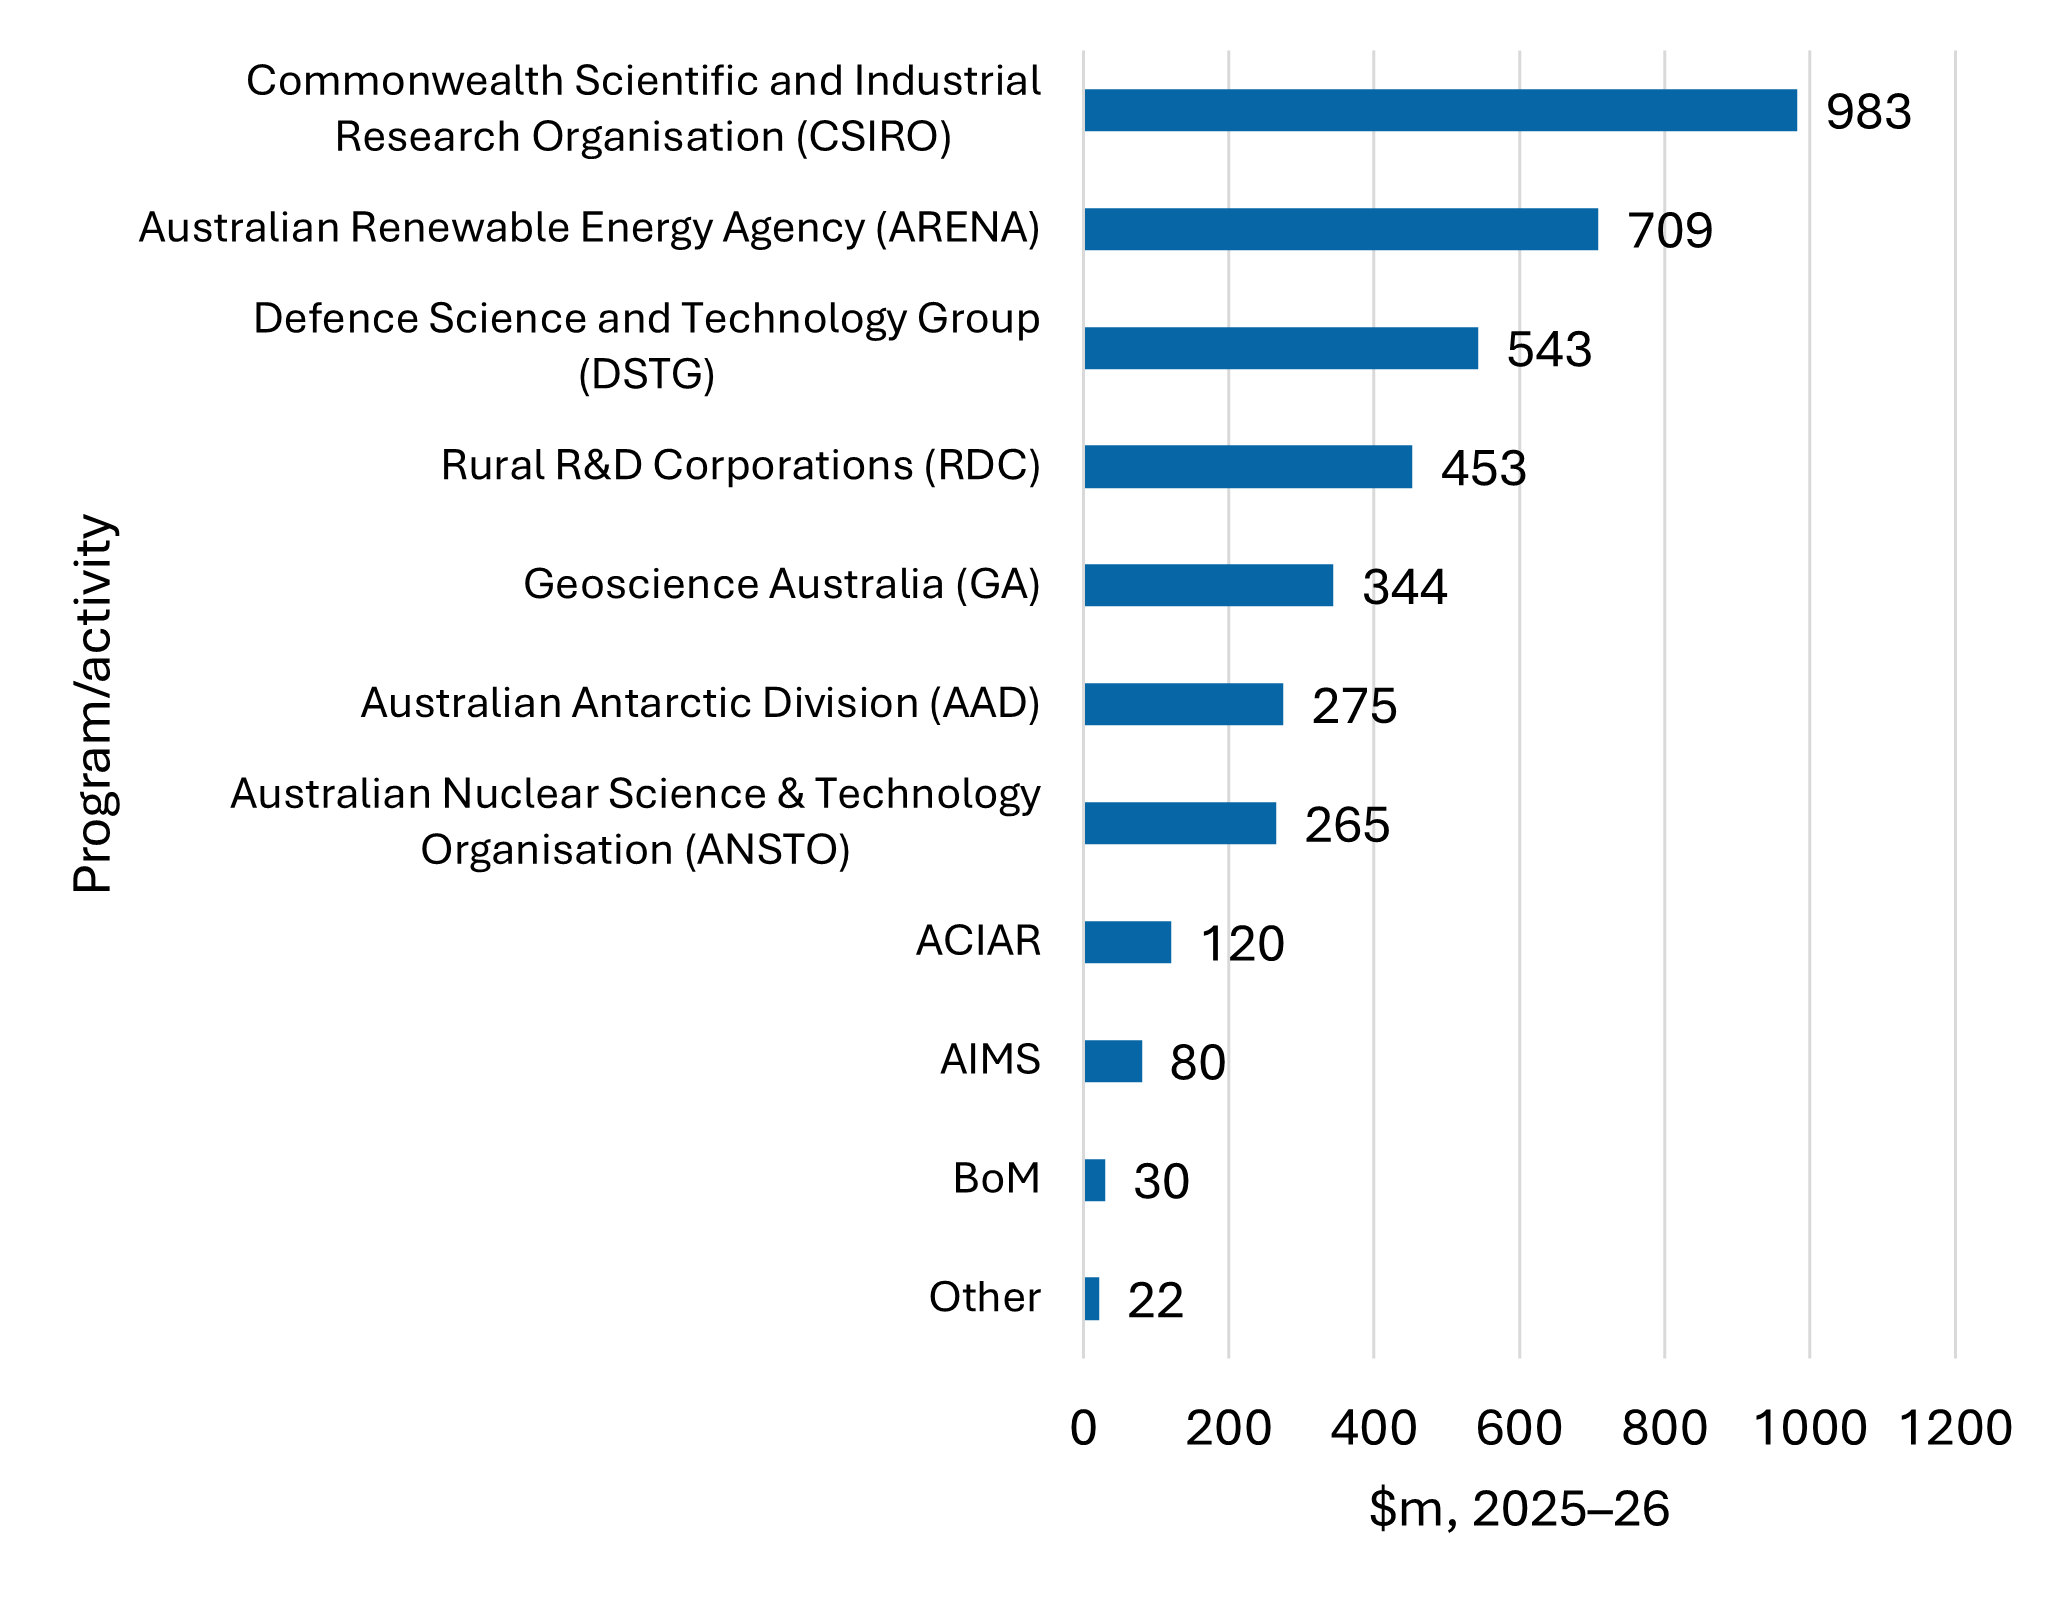 Commonwealth Scientific and Industrial
Research Organisation (CSIRO)
983
Australian Renewable Energy Agency (ARENA)
709
Defence Science and Technology Group
(DSTG)
543
Rural R&D Corporations (RDC)
453
Geoscience Australia (GA)
344
Australian Antarctic Division (AAD)
275
Australian Nuclear Science & Technology
Organisation (ANSTO)
265
ACIAR
120
AIMS
80
BoM
30
Other
22
Program/activity
0 200 400 600 800 1000 1200
$m, 2025–26